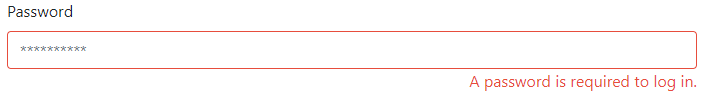 Password
**********
A password is required to log in.